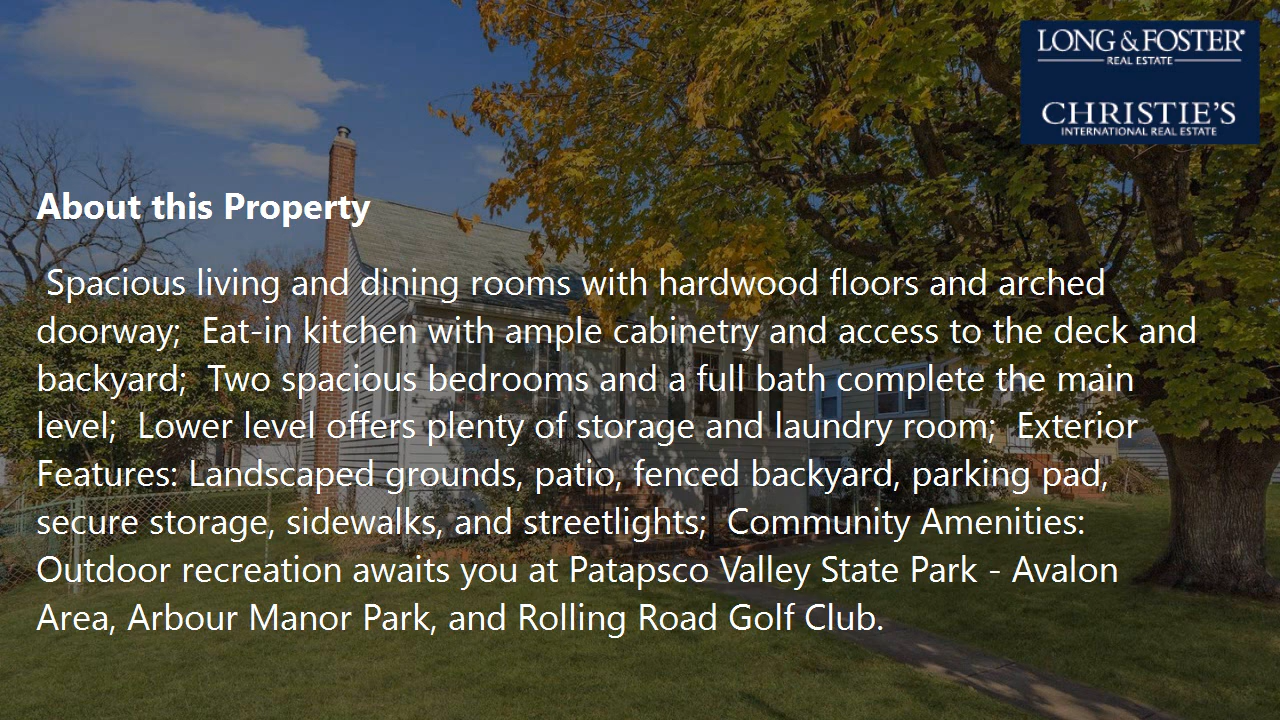 LONG & FOSTER®
REAL ESTATE
CHRISTIE'S
INTERNATIONAL REAL ESTATE
About this Property
Spacious living and dining rooms with hardwood floors and arched
doorway;  Eat-in kitchen with ample cabinetry and access to the deck and
backyard;  Two spacious bedrooms and a full bath complete the main
level;  Lower level offers plenty of storage and laundry room;  Exterior
Features: Landscaped grounds, patio, fenced backyard, parking pad,
secure storage, sidewalks, and streetlights;  Community Amenities:
Outdoor recreation awaits you at Patapsco Valley State Park - Avalon
Area, Arbour Manor Park, and Rolling Road Golf Club.